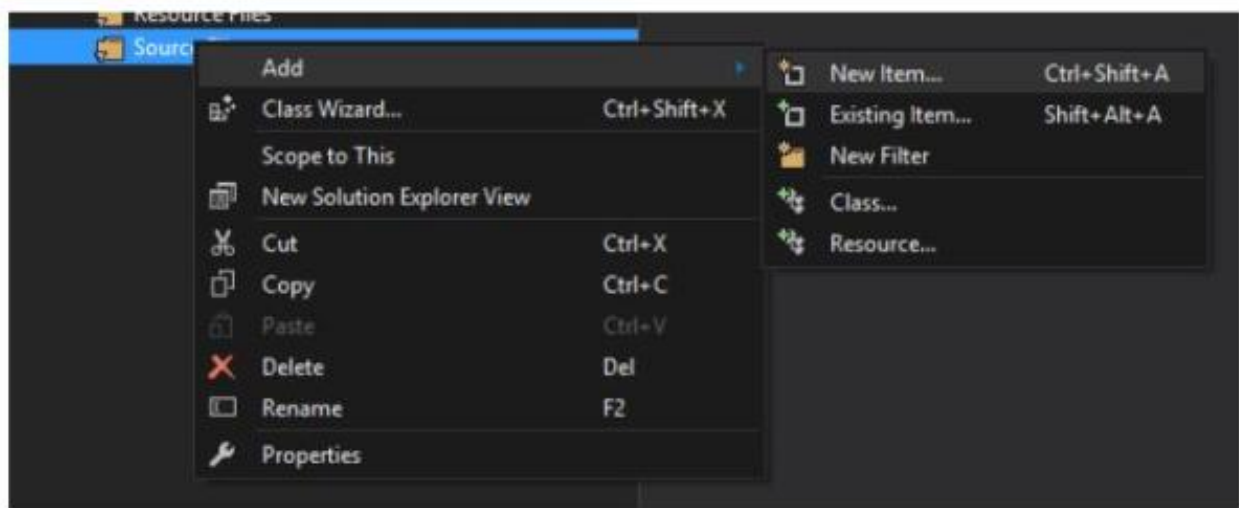 Resource Files
Source
Add
Class Wizard... Ctrl+Shift+X
Scope to This
New Solution Explorer View
Cut Ctrl+X
Copy Ctrl+C
Paste Ctrl+V
Delete Del
Rename F2
Properties
New Item... Ctrl+Shift+A
Existing Item... Shift+Alt+A
New Filter
Class...
Resource...